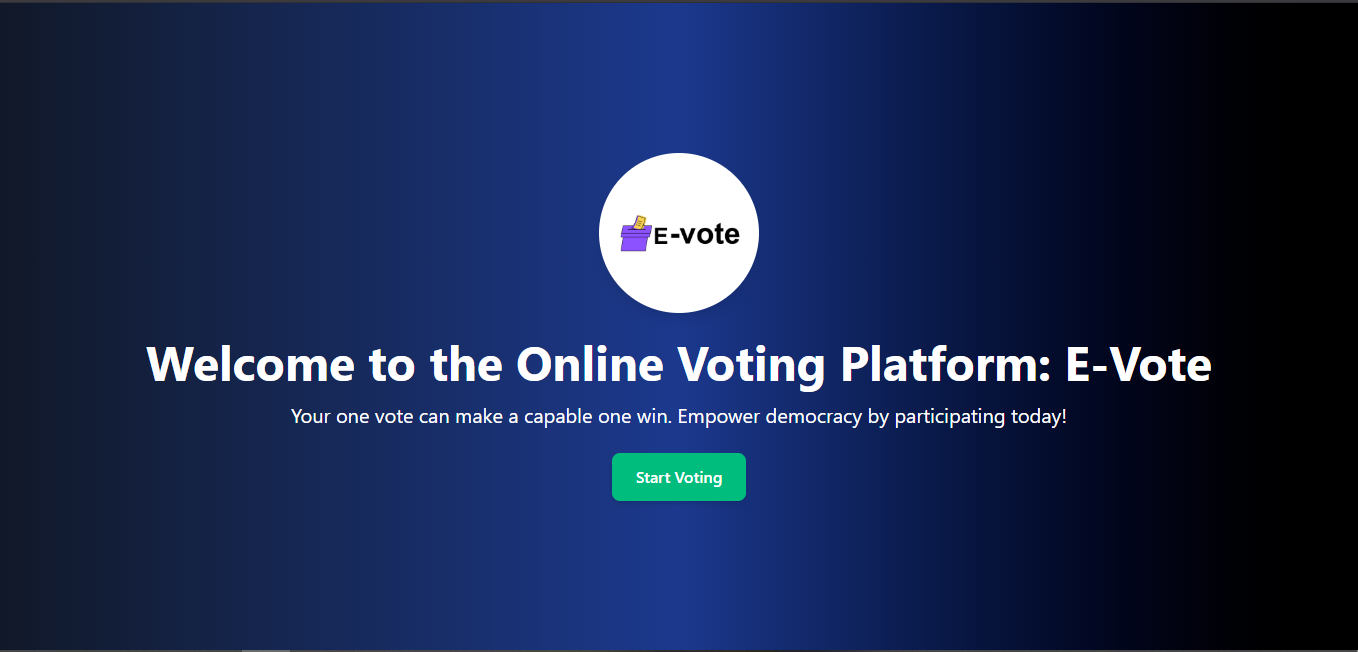 E-vote
Welcome to the Online Voting Platform: E-Vote
Your one vote can make a capable one win. Empower democracy by participating today!
Start Voting